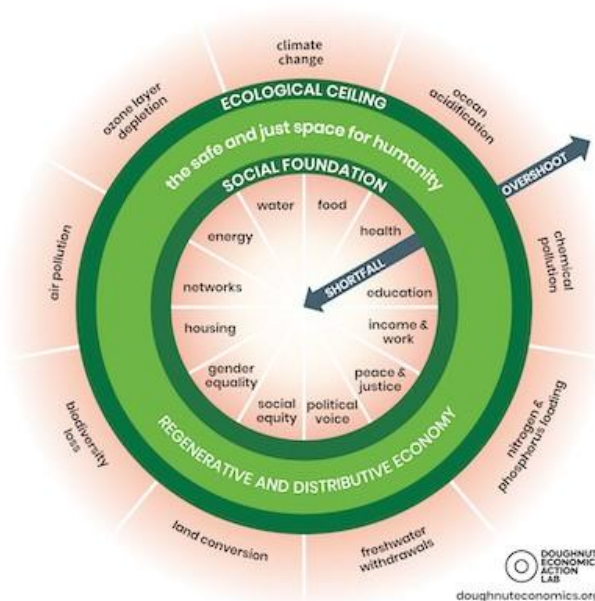 climate
change
ozone layer
depletion
ocean
acidification
ECOLOGICAL CEILING
the safe and just space for humanity
SOCIAL FOUNDATION
OVERSHOOT
water
food
energy
health
air pollution
chemical
pollution
SHORTFALL
networks
education
housing
income &
work
gender
equality
peace &
justice
social
equity
political
voice
biodiversity
loss
nitrogen &
phosphorus loading
REGENERATIVE AND DISTRIBUTIVE ECONOMY
land conversion
freshwater
withdrawals
DOUGHNUT
ECONOMIC
ACTION
LAB
doughnuteconomics.org